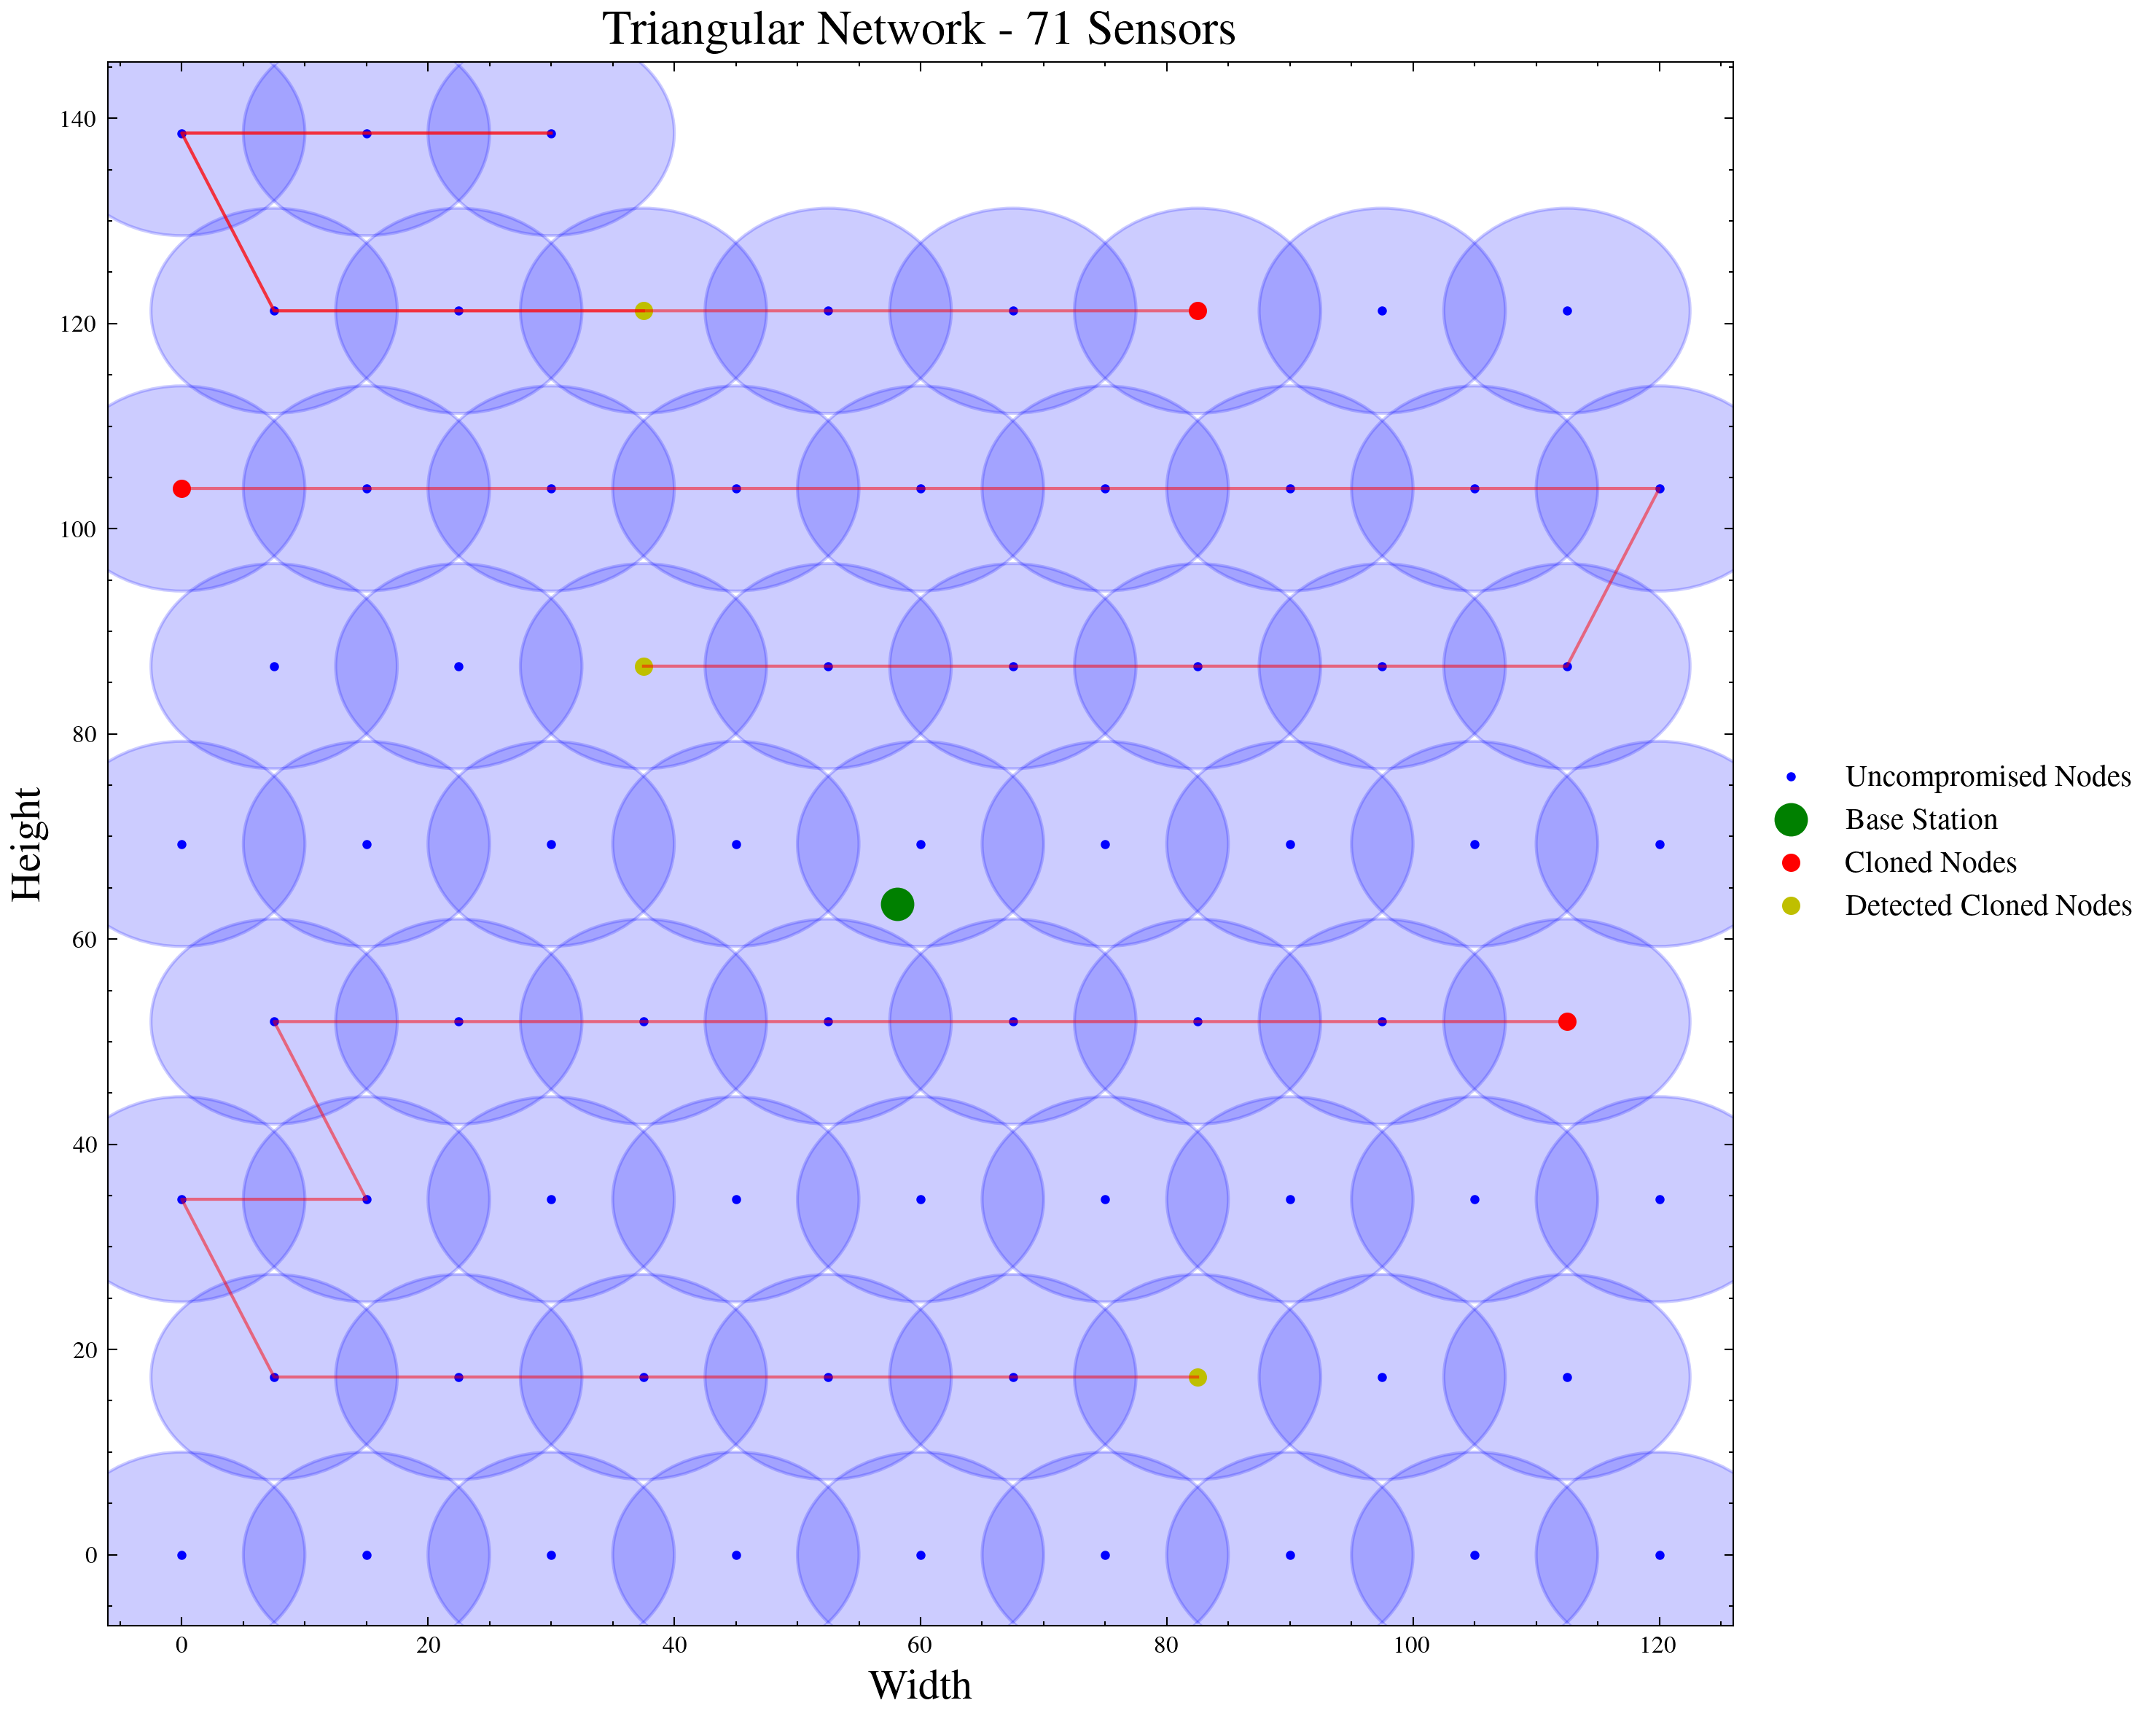 Triangular Network - 71 Sensors
140
120
100
80
60
40
20
0
Height
0 20 40 60 80 100 120
Width
Uncompromised Nodes
Base Station
Cloned Nodes
Detected Cloned Nodes